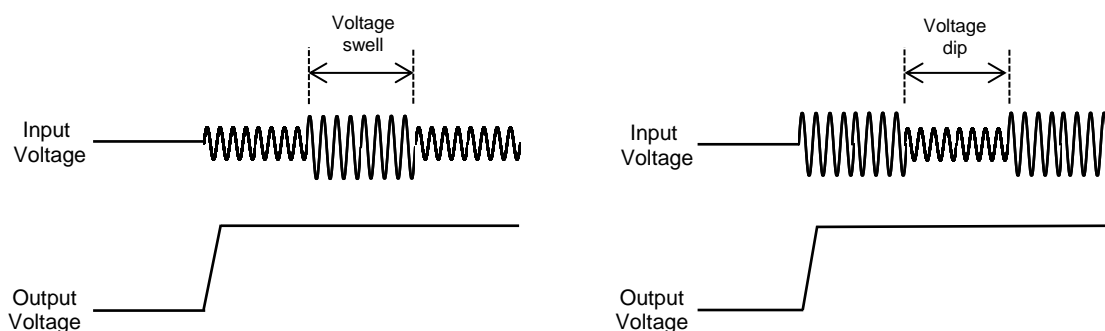 Voltage
swell
Input
Voltage
Output
Voltage
Voltage
dip
Input
Voltage
Output
Voltage